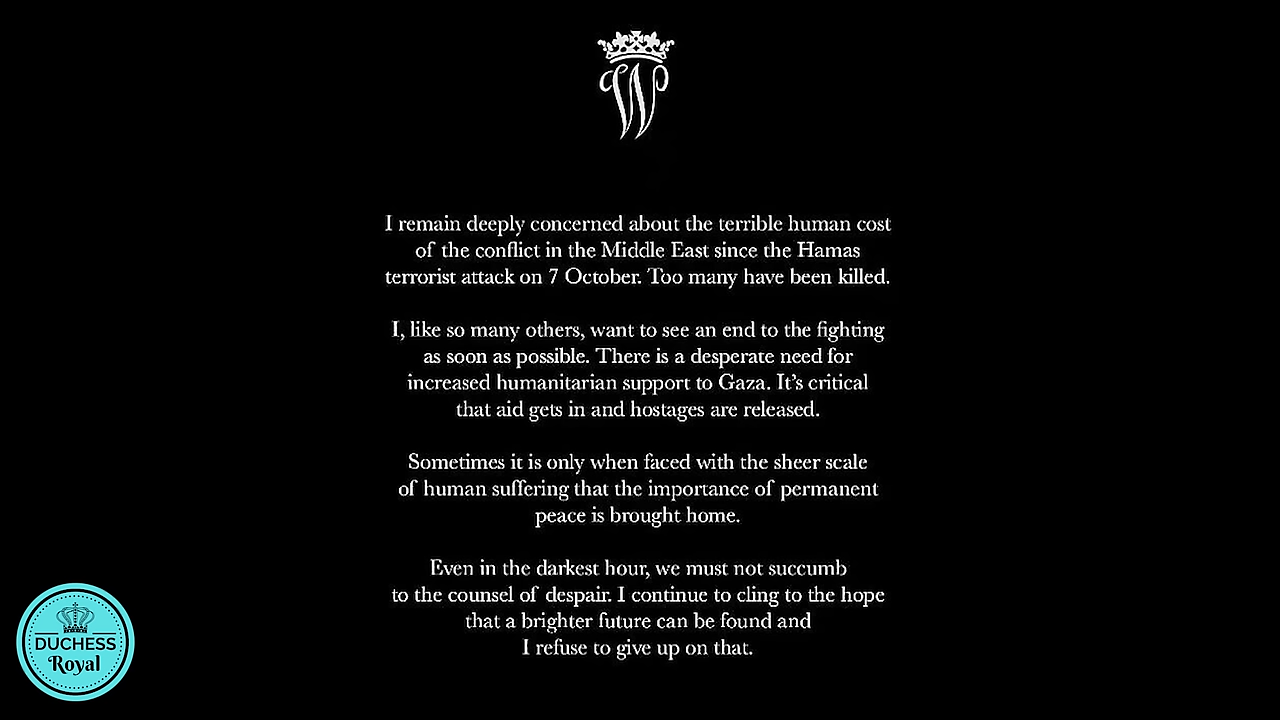 W
I remain deeply concerned about the terrible human cost
of the conflict in the Middle East since the Hamas
terrorist attack on 7 October. Too many have been killed.
I, like so many others, want to see an end to the fighting
as soon as possible. There is a desperate need for
increased humanitarian support to Gaza. It’s critical
that aid gets in and hostages are released.
Sometimes it is only when faced with the sheer scale
of human suffering that the importance of permanent
peace is brought home.
Even in the darkest hour, we must not succumb
to the counsel of despair. I continue to cling to the hope
that a brighter future can be found and
I refuse to give up on that.
DUCHESS
Royal